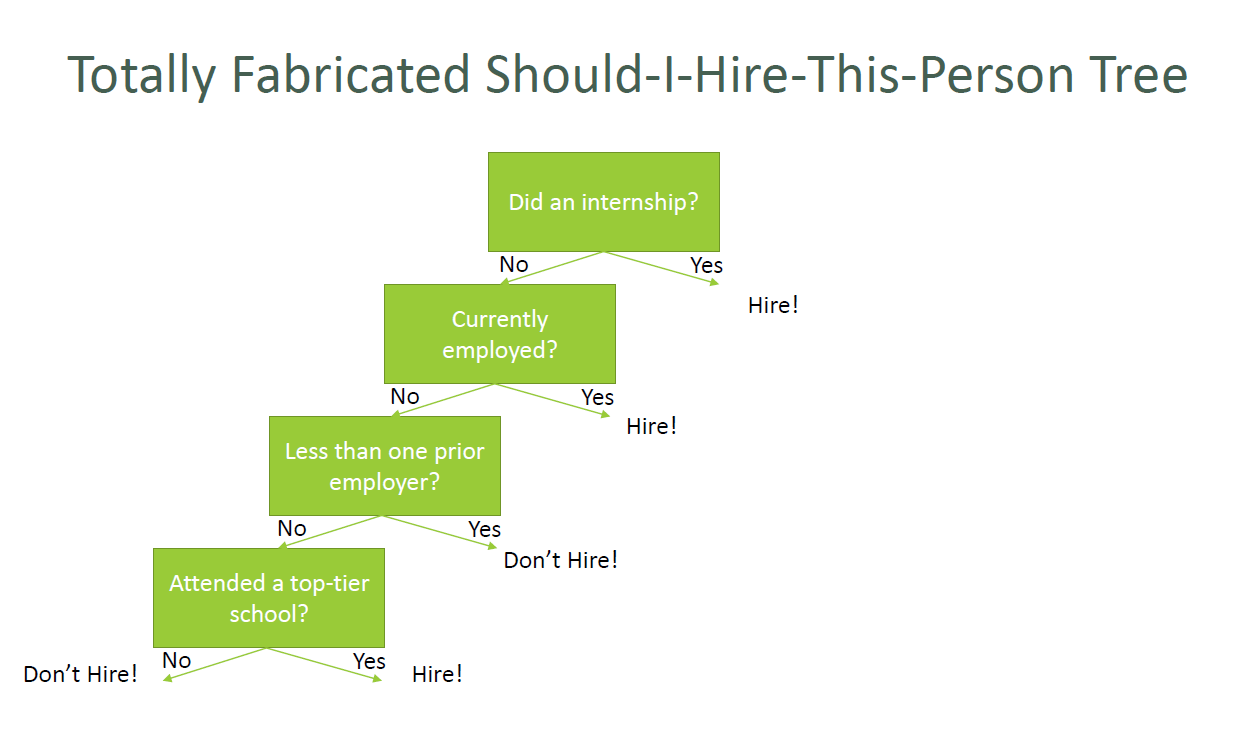 Totally Fabricated Should-I-Hire-This-Person Tree
Did an internship?
No
Yes
Hire!
Currently
employed?
No
Yes
Hire!
Less than one prior
employer?
No
Yes
Don’t Hire!
Attended a top-tier
school?
No
Yes
Don’t Hire!
Hire!